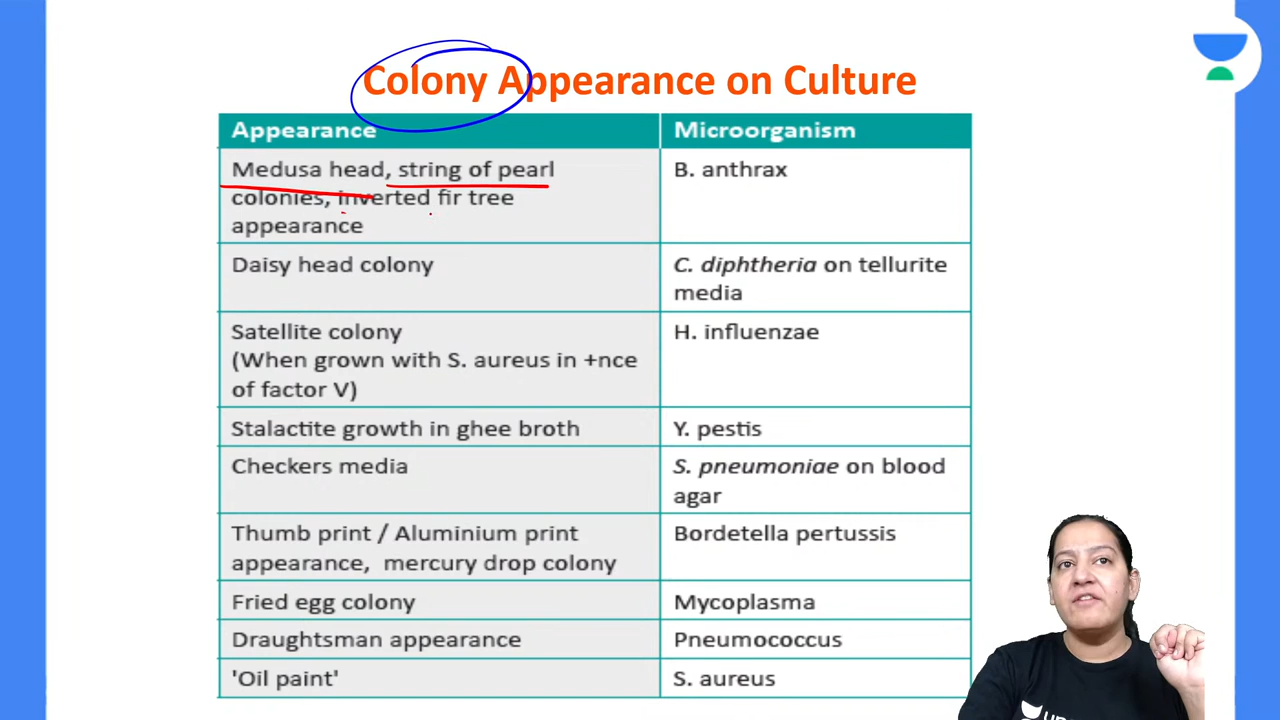 Colony Appearance on Culture
Appearance
Microorganism
Medusa head, string of pearl
colonies, inverted fir tree
appearance
B. anthrax
Daisy head colony
C. diphtheria on tellurite
media
Satellite colony
(When grown with S. aureus in +nce
of factor V)
H. influenzae
Stalactite growth in ghee broth
Y. pestis
Checkers media
S. pneumoniae on blood
agar
Thumb print / Aluminium print
appearance, mercury drop colony
Bordetella pertussis
Fried egg colony
Mycoplasma
Draughtsman appearance
Pneumococcus
'Oil paint'
S. aureus